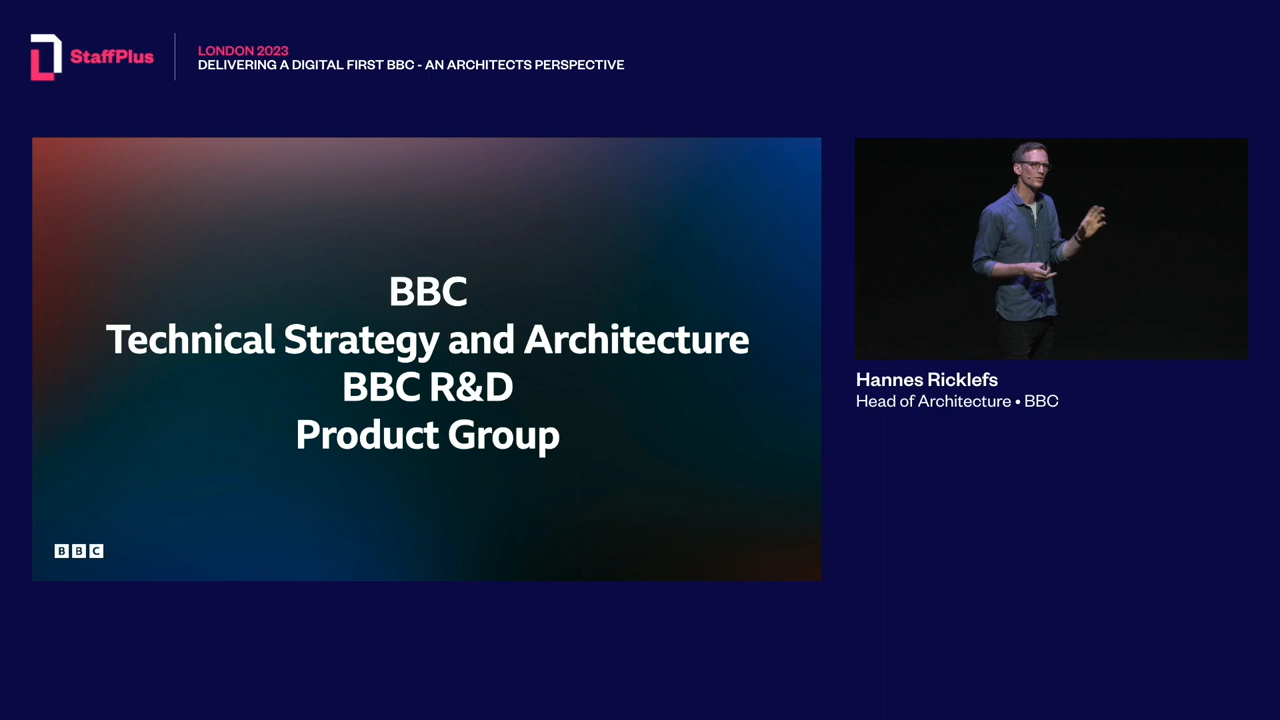 StaffPlus
LONDON 2023
DELIVERING A DIGITAL FIRST BBC - AN ARCHITECTS PERSPECTIVE
BBC
Technical Strategy and Architecture
BBC R&D
Product Group
BBC
Hannes Ricklefs
Head of Architecture • BBC